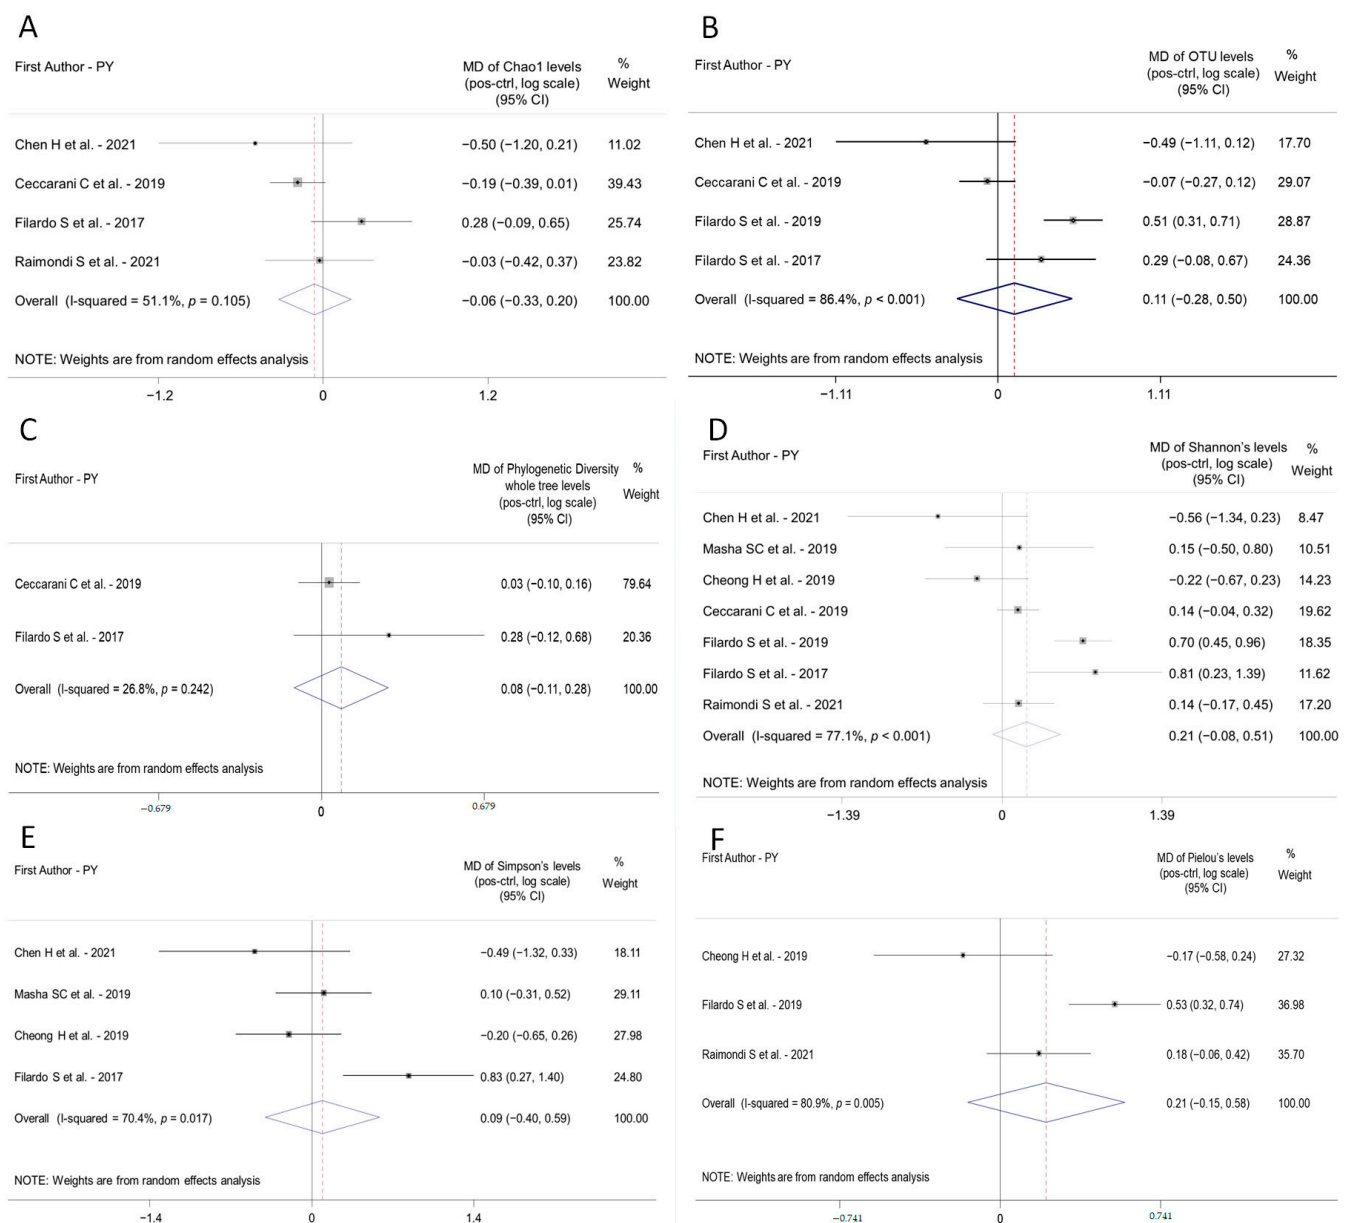 A
First Author - PY
MD of Chao1 levels
(pos-ctrl, log scale)
(95% CI)
%
Weight
Chen H et al. - 2021 −0.50 (−1.20, 0.21) 11.02
Ceccarani C et al. - 2019 −0.19 (−0.39, 0.01) 39.43
Filardo S et al. - 2017 0.28 (−0.09, 0.65) 25.74
Raimondi S et al. - 2021 −0.03 (−0.42, 0.37) 23.82
Overall (I-squared = 51.1%, p = 0.105) −0.06 (−0.33, 0.20) 100.00
NOTE: Weights are from random effects analysis
−1.2 0 1.2
B
First Author - PY
MD of OTU levels
(pos-ctrl, log scale)
(95% CI)
%
Weight
Chen H et al. - 2021 −0.49 (−1.11, 0.12) 17.70
Ceccarani C et al. - 2019 −0.07 (−0.27, 0.12) 29.07
Filardo S et al. - 2019 0.51 (0.31, 0.71) 28.87
Filardo S et al. - 2017 0.29 (−0.08, 0.67) 24.36
Overall (I-squared = 86.4%, p < 0.001) 0.11 (−0.28, 0.50) 100.00
NOTE: Weights are from random effects analysis
−1.11 0 1.11
C
First Author - PY
MD of Phylogenetic Diversity
whole tree levels
(pos-ctrl, log scale)
(95% CI)
%
Weight
Ceccarani C et al. - 2019 0.03 (−0.10, 0.16) 79.64
Filardo S et al. - 2017 0.28 (−0.12, 0.68) 20.36
Overall (I-squared = 26.8%, p = 0.242) 0.08 (−0.11, 0.28) 100.00
NOTE: Weights are from random effects analysis
−0.679 0 0.679
D
First Author - PY
MD of Shannon's levels
(pos-ctrl, log scale)
(95% CI)
%
Weight
Chen H et al. - 2021 −0.56 (−1.34, 0.23) 8.47
Masha SC et al. - 2019 0.15 (−0.50, 0.80) 10.51
Cheong H et al. - 2019 −0.22 (−0.67, 0.23) 14.23
Ceccarani C et al. - 2019 0.14 (−0.04, 0.32) 19.62
Filardo S et al. - 2019 0.70 (0.45, 0.96) 18.35
Filardo S et al. - 2017 0.81 (0.23, 1.39) 11.62
Raimondi S et al. - 2021 0.14 (−0.17, 0.45) 17.20
Overall (I-squared = 77.1%, p < 0.001) 0.21 (−0.08, 0.51) 100.00
NOTE: Weights are from random effects analysis
−1.39 0 1.39
E
First Author - PY
MD of Simpson's levels
(pos-ctrl, log scale)
(95% CI)
%
Weight
Chen H et al. - 2021 −0.49 (−1.32, 0.33) 18.11
Masha SC et al. - 2019 0.10 (−0.31, 0.52) 29.11
Cheong H et al. - 2019 −0.20 (−0.65, 0.26) 27.98
Filardo S et al. - 2017 0.83 (0.27, 1.40) 24.80
Overall (I-squared = 70.4%, p = 0.017) 0.09 (−0.40, 0.59) 100.00
NOTE: Weights are from random effects analysis
−1.4 0 1.4
F
First Author - PY
MD of Pielou's levels
(pos-ctrl, log scale)
(95% CI)
%
Weight
Cheong H et al. - 2019 −0.17 (−0.58, 0.24) 27.32
Filardo S et al. - 2019 0.53 (0.32, 0.74) 36.98
Raimondi S et al. - 2021 0.18 (−0.06, 0.42) 35.70
Overall (I-squared = 80.9%, p = 0.005) 0.21 (−0.15, 0.58) 100.00
NOTE: Weights are from random effects analysis
−0.741 0 0.741